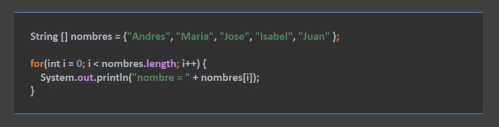 String [] nombres = {"Andres", "Maria", "Jose", "Isabel", "Juan" };
for(int i = 0; i < nombres.length; i++) {
System.out.println("nombre = " + nombres[i]);
}